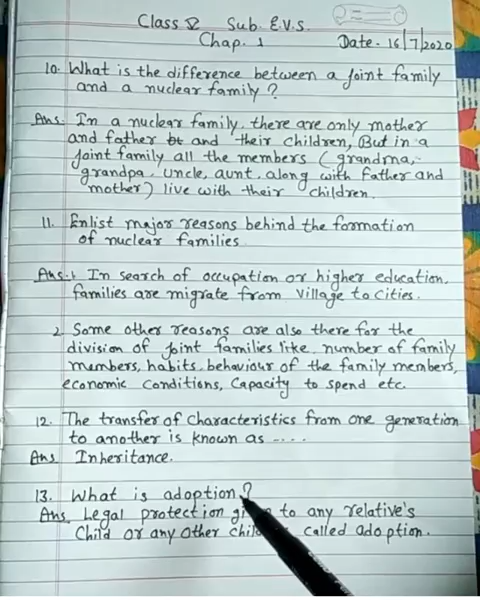 Class V Sub. E.V.S.
Chap. 1 Date. 16/7/2020
10. What is the difference between a joint family
and a nuclear family?
Ans: In a nuclear family, there are only mother
and father and their children, But in a
joint family all the members (grandma,
grandpa, uncle, aunt, along with father and
mother) live with their children.
11. Enlist major reasons behind the formation
of nuclear families.
Ans:1 In search of occupation or higher education,
families are migrate from village to cities.
2. Some other reasons are also there for the
division of joint families like, number of family
members, habits, behaviour of the family members,
economic conditions, Capacity to spend etc.
12. The transfer of Characteristics from one generation
to another is known as ....
Ans Inheritance.
13. What is adoption?
Ans. Legal protection to any relative's
Child or any other called adoption.